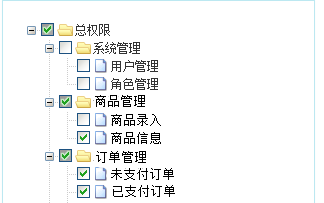 总权限
系统管理
用户管理
角色管理
商品管理
商品录入
商品信息
订单管理
未支付订单
已支付订单